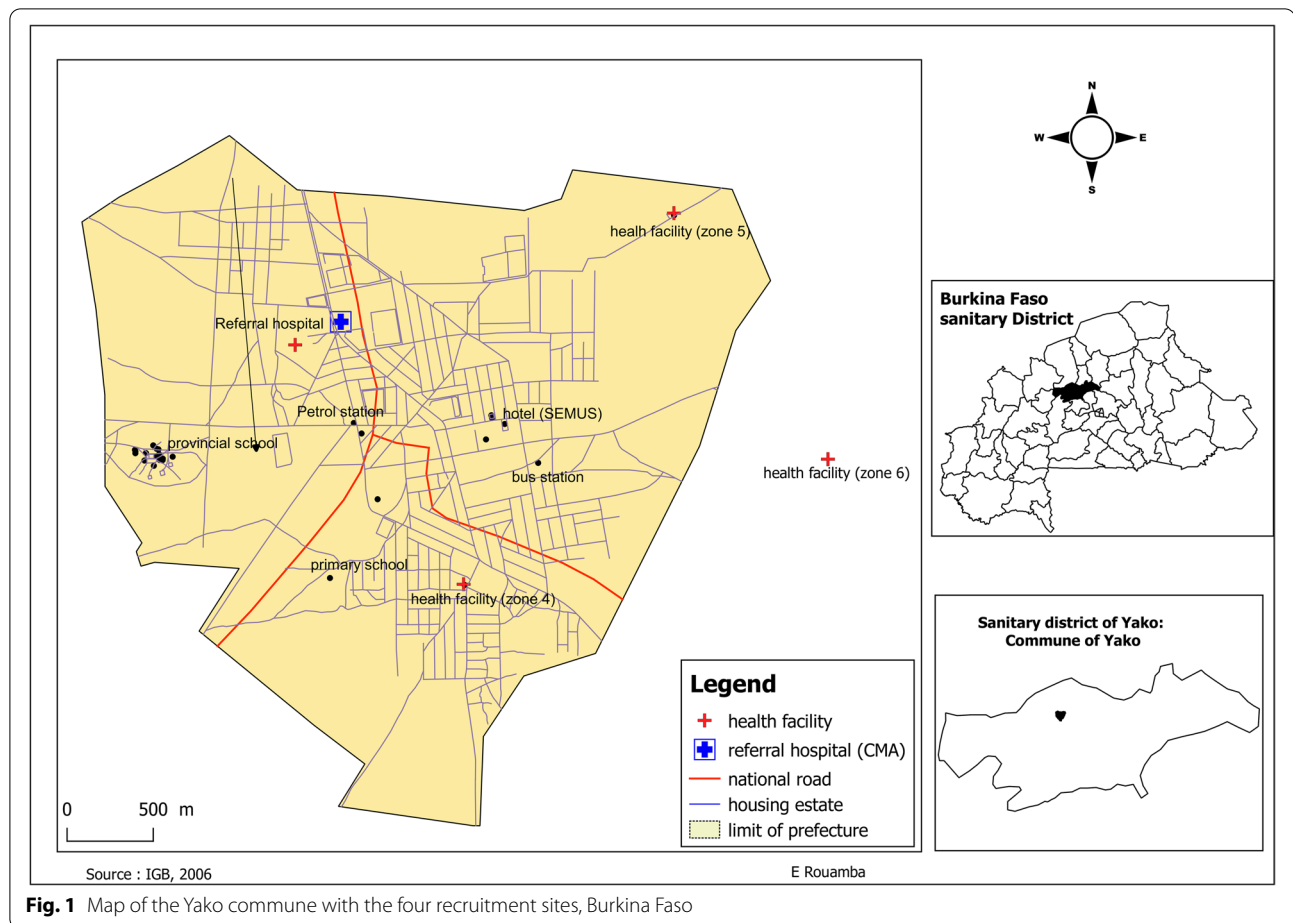 N
W
E
S
healh facility (zone 5)
Referral hospital
Petrol station
hotel (SEMUS)
provincial school
bus station
health facility (zone 6)
primary school
health facility (zone 4)
Burkina Faso
sanitary District
Sanitary district of Yako:
Commune of Yako
Legend
health facility
referral hospital (CMA)
national road
housing estate
limit of prefecture
0 500 m
Source : IGB, 2006
E Rouamba
Fig. 1 Map of the Yako commune with the four recruitment sites, Burkina Faso